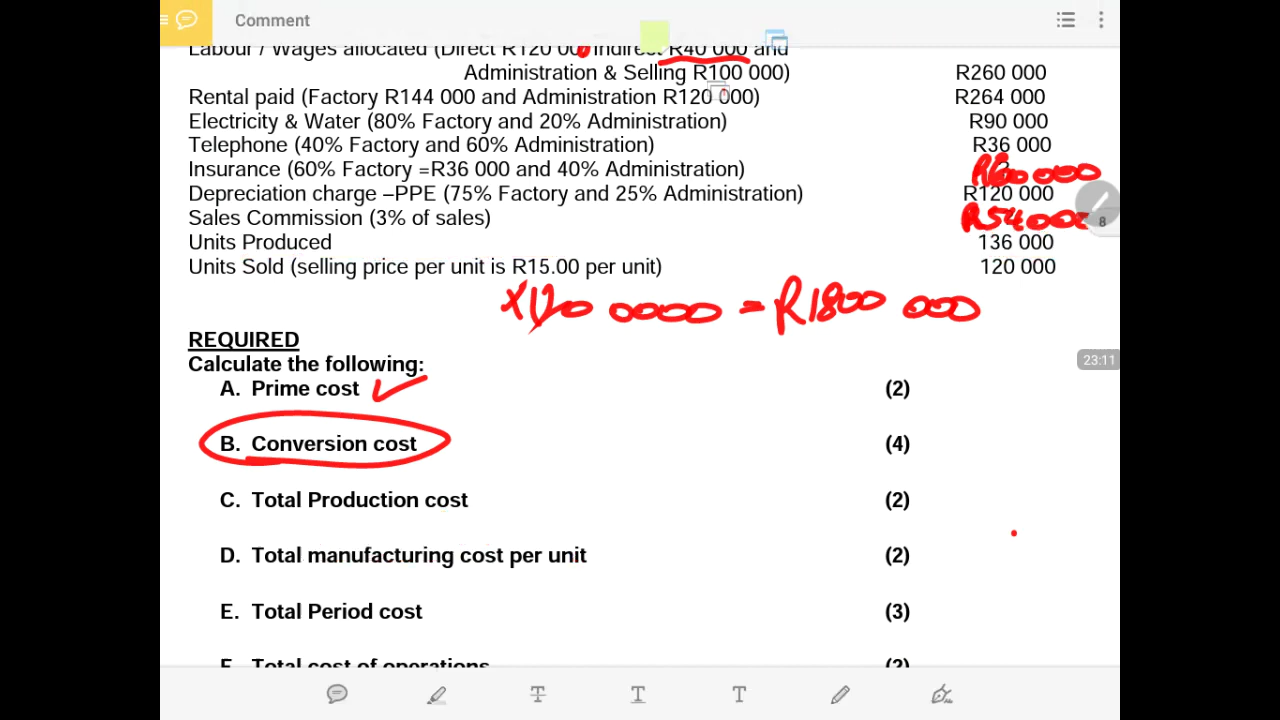 Comment
Labour / Wages allocated (Direct R120 000 Indirect R40 000 and
Administration & Selling R100 000) R260 000
Rental paid (Factory R144 000 and Administration R120 000) R264 000
Electricity & Water (80% Factory and 20% Administration) R90 000
Telephone (40% Factory and 60% Administration) R36 000
Insurance (60% Factory =R36 000 and 40% Administration) R60 000
Depreciation charge –PPE (75% Factory and 25% Administration) R120 000
Sales Commission (3% of sales) R54 000
8
Units Produced 136 000
Units Sold (selling price per unit is R15.00 per unit) 120 000
= R1800 000
REQUIRED
23:11
Calculate the following:
A. Prime cost (2)
B. Conversion cost (4)
C. Total Production cost (2)
D. Total manufacturing cost per unit (2)
E. Total Period cost (3)
F. Total cost of operations (2)
T T T